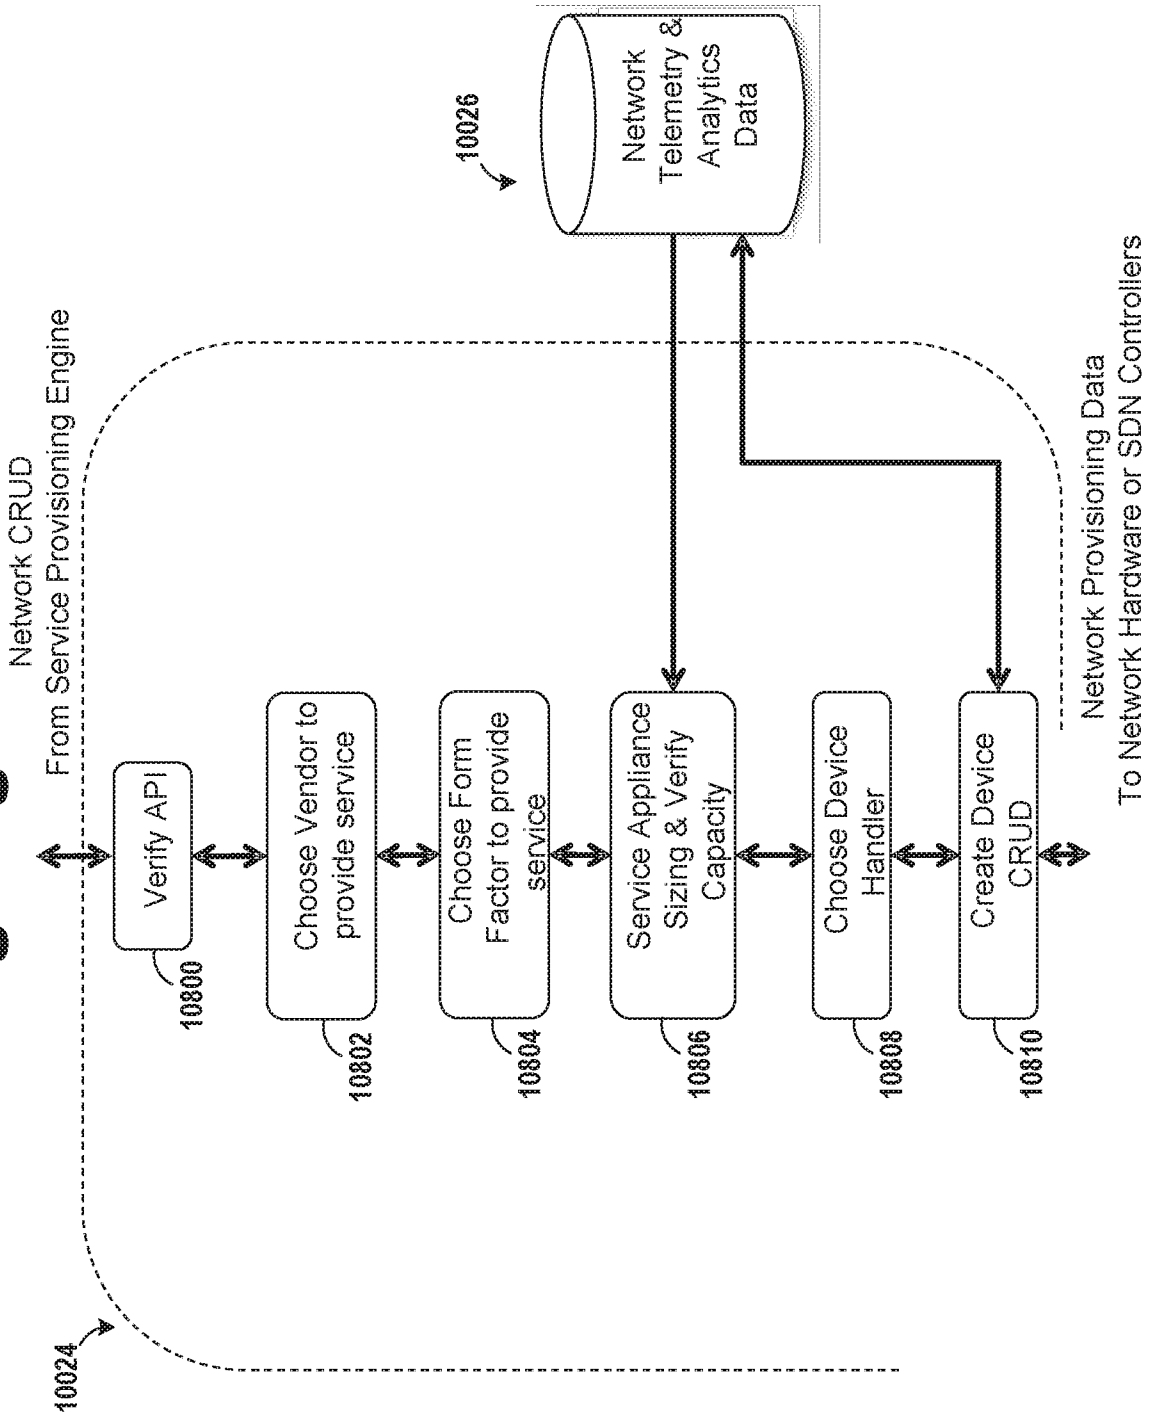 Network CRUD
From Service Provisioning Engine
10024
Verify API
10800
Choose Vendor to
provide service
10802
Choose Form
Factor to provide
service
10804
Service Appliance
Sizing & Verify
Capacity
10806
Choose Device
Handler
10808
Create Device
CRUD
10810
10026
Network
Telemetry &
Analytics
Data
Network Provisioning Data
To Network Hardware or SDN Controllers